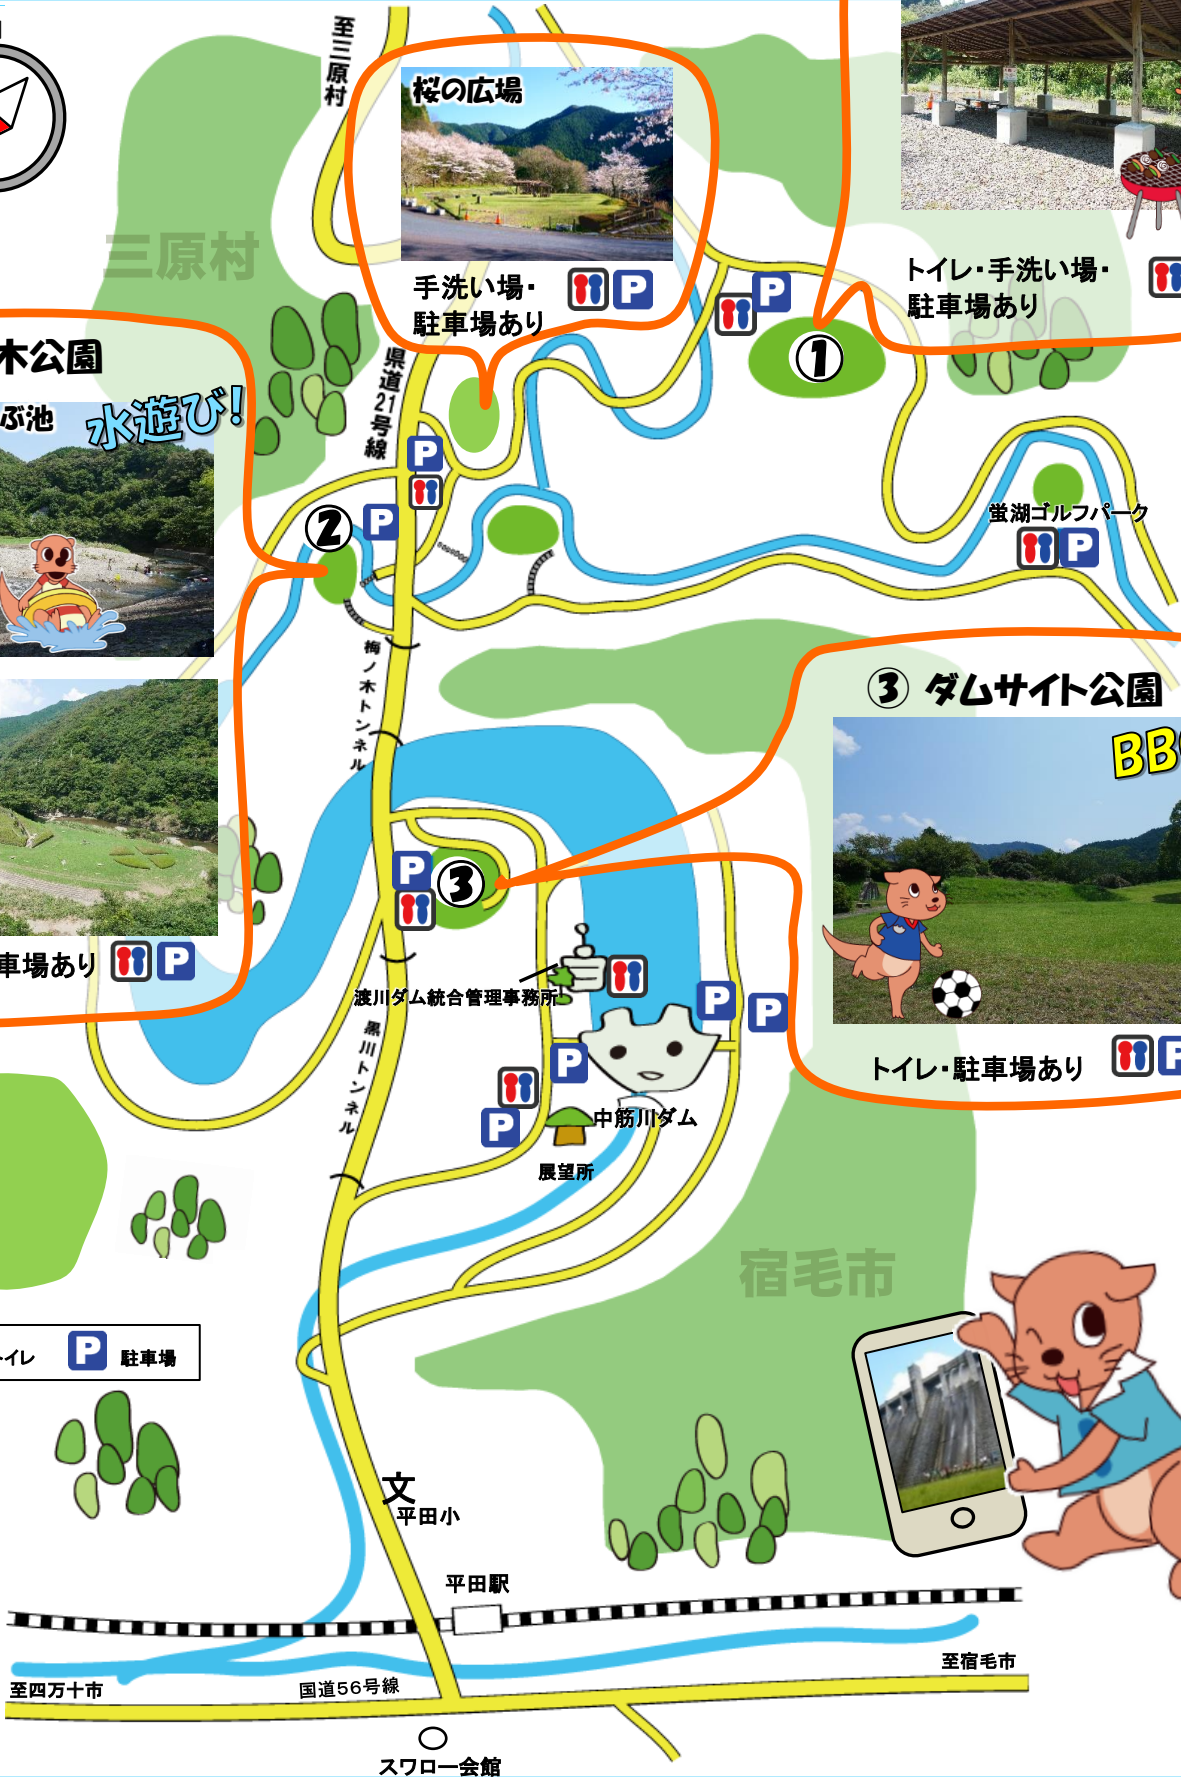 至三原村
桜の広場
手洗い場・
駐車場あり
P
トイレ・手洗い場・
駐車場あり
P
三原村
①
木公園
ぶ池
水遊び!
県道21号線
P
②
P
蛍湖ゴルフパーク
P
梅ノ木トンネル
③ ダムサイト公園
BB
P
③
車場あり
P
渡川ダム統合管理事務所
P
P
黒川トンネル
P
トイレ・駐車場あり
P
P
中筋川ダム
展望所
宿毛市
イレ
P
駐車場
文
平田小
平田駅
至宿毛市
至四万十市
国道56号線
スワロー会館